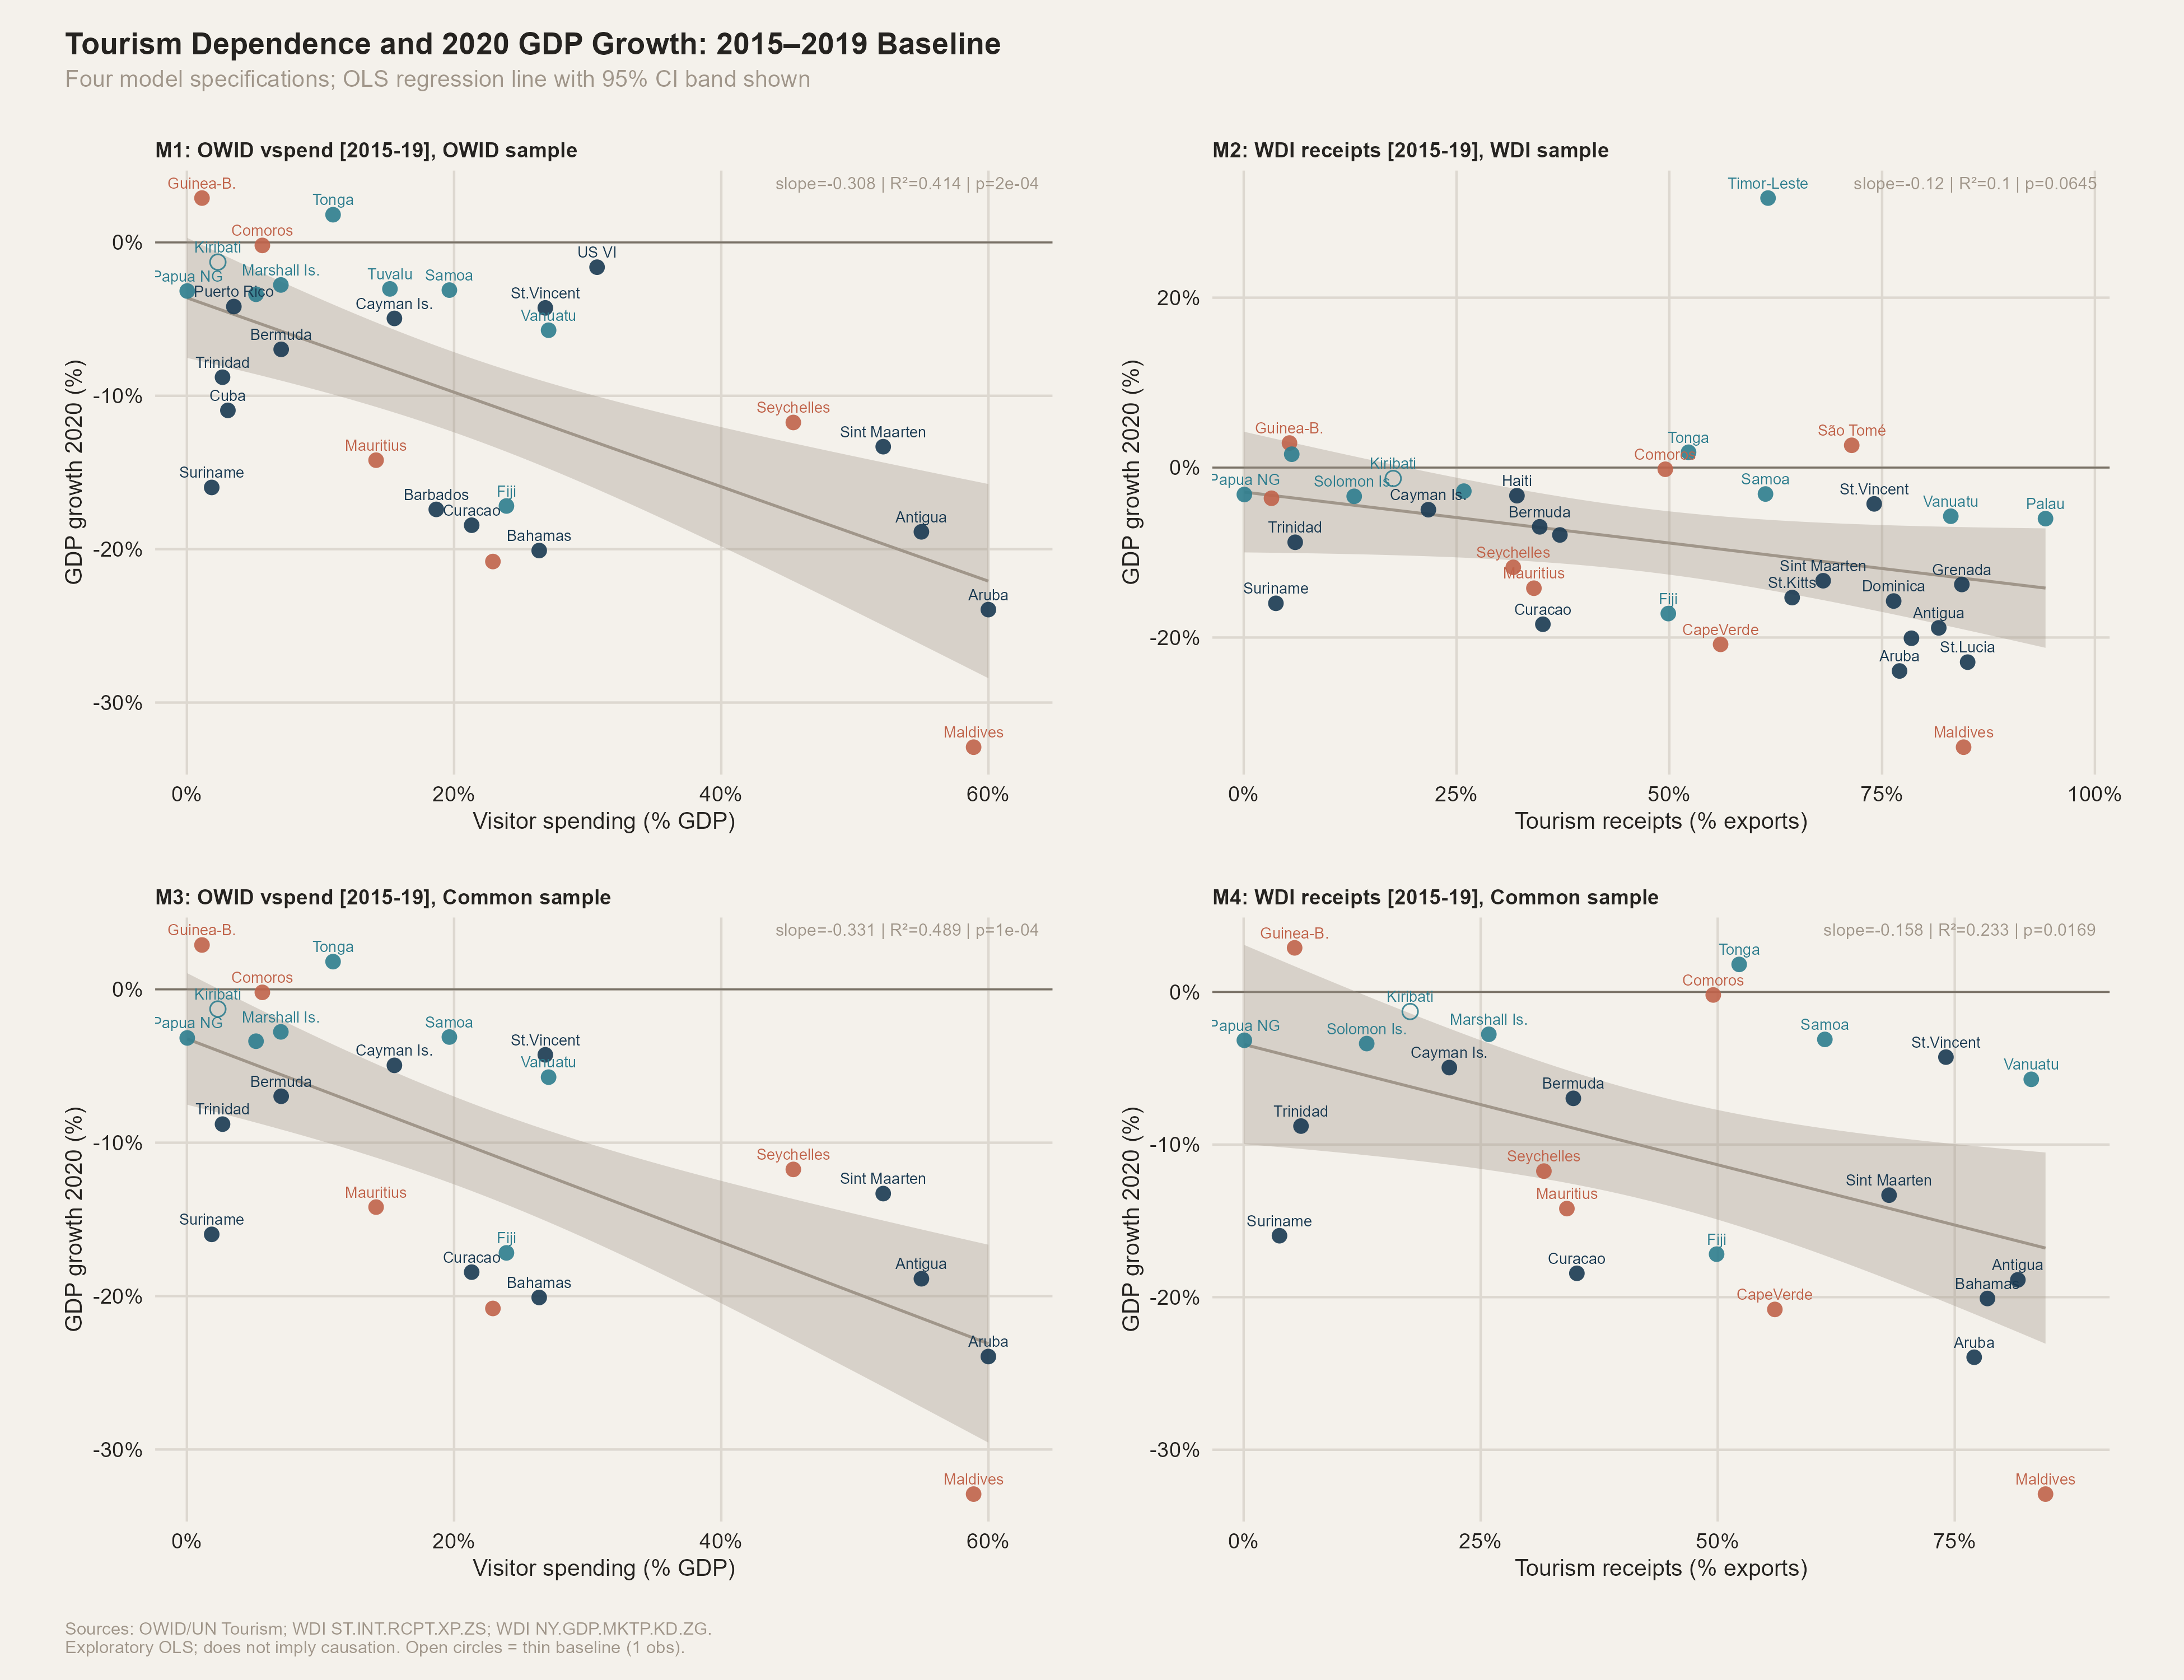 Tourism Dependence and 2020 GDP Growth: 2015–2019 Baseline
Four model specifications; OLS regression line with 95% CI band shown
M1: OWID vspend [2015-19], OWID sample
slope=-0.308 | R²=0.414 | p=2e-04
Guinea-B.
Tonga
Comoros
Kiribati
US VI
Papua NG
Marshall Is.
Tuvalu
Samoa
Puerto Rico
Cayman Is.
St.Vincent
Vanuatu
Bermuda
Trinidad
Cuba
Seychelles
Sint Maarten
Mauritius
Suriname
Barbados
Curacao
Fiji
Antigua
Bahamas
Aruba
Maldives
0%
-10%
-20%
-30%
GDP growth 2020 (%)
0%
20%
40%
60%
Visitor spending (% GDP)
M2: WDI receipts [2015-19], WDI sample
slope=-0.12 | R²=0.1 | p=0.0645
Timor-Leste
Guinea-B.
Tonga
São Tomé
Comoros
Kiribati
Papua NG
Solomon Is.
Cayman Is.
Haiti
Samoa
St.Vincent
Vanuatu
Palau
Trinidad
Bermuda
Seychelles
Mauritius
Sint Maarten
Grenada
Suriname
St.Kitts
Dominica
Curacao
Fiji
Antigua
CapeVerde
St.Lucia
Aruba
Maldives
20%
0%
-20%
GDP growth 2020 (%)
0%
25%
50%
75%
100%
Tourism receipts (% exports)
M3: OWID vspend [2015-19], Common sample
slope=-0.331 | R²=0.489 | p=1e-04
Guinea-B.
Tonga
Comoros
Kiribati
Papua NG
Marshall Is.
Samoa
Cayman Is.
St.Vincent
Vanuatu
Bermuda
Trinidad
Seychelles
Sint Maarten
Mauritius
Suriname
Curacao
Fiji
Bahamas
Antigua
Aruba
Maldives
0%
-10%
-20%
-30%
GDP growth 2020 (%)
0%
20%
40%
60%
Visitor spending (% GDP)
M4: WDI receipts [2015-19], Common sample
slope=-0.158 | R²=0.233 | p=0.0169
Guinea-B.
Tonga
Comoros
Kiribati
Papua NG
Solomon Is.
Marshall Is.
Samoa
Cayman Is.
St.Vincent
Vanuatu
Bermuda
Trinidad
Seychelles
Mauritius
Sint Maarten
Suriname
Curacao
Fiji
Antigua
Bahamas
CapeVerde
Aruba
Maldives
0%
-10%
-20%
-30%
GDP growth 2020 (%)
0%
25%
50%
75%
Tourism receipts (% exports)
Sources: OWID/UN Tourism; WDI ST.INT.RCPT.XP.ZS; WDI NY.GDP.MKTP.KD.ZG.
Exploratory OLS; does not imply causation. Open circles = thin baseline (1 obs).